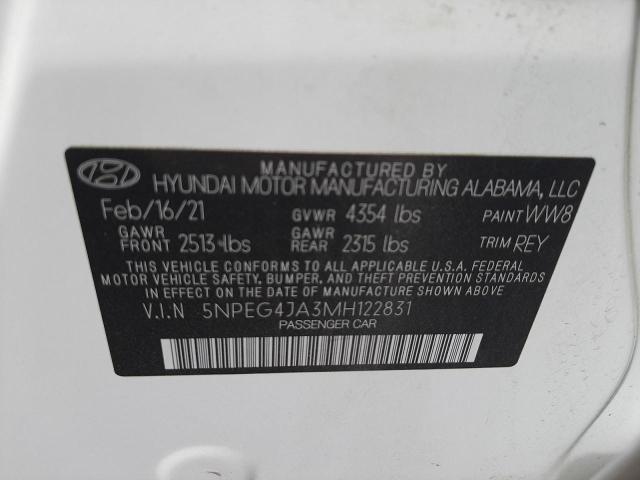 MANUFACTURED BY
HYUNDAI MOTOR MANUFACTURING ALABAMA, LLC
Feb/16/21 GVWR 4354 lbs PAINT WW8
GAWR FRONT 2513 lbs GAWR REAR 2315 lbs TRIM REY
THIS VEHICLE CONFORMS TO ALL APPLICABLE U.S.A. FEDERAL
MOTOR VEHICLE SAFETY, BUMPER, AND THEFT PREVENTION STANDARDS
IN EFFECT ON THE DATE OF MANUFACTURE SHOWN ABOVE.
V.I.N 5NPEG4JA3MH122831
PASSENGER CAR